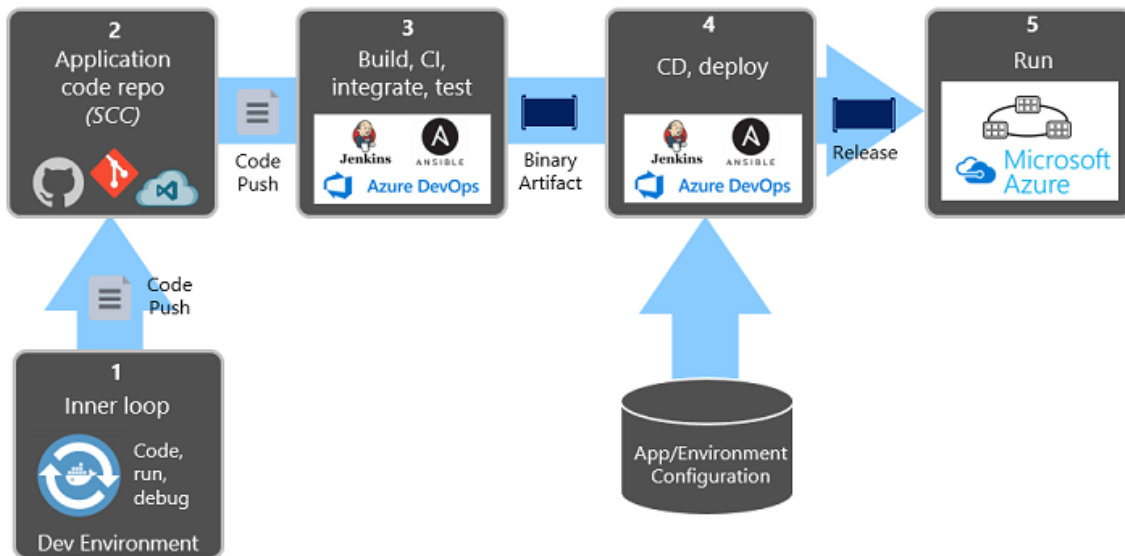 2
Application
code repo
(SCC)
Code
Push
3
Build, CI,
integrate, test
Jenkins
ANSIBLE
Azure DevOps
Binary
Artifact
4
CD, deploy
Jenkins
ANSIBLE
Azure DevOps
Release
5
Run
Microsoft
Azure
Code
Push
1
Inner loop
Code,
run,
debug
Dev Environment
App/Environment
Configuration